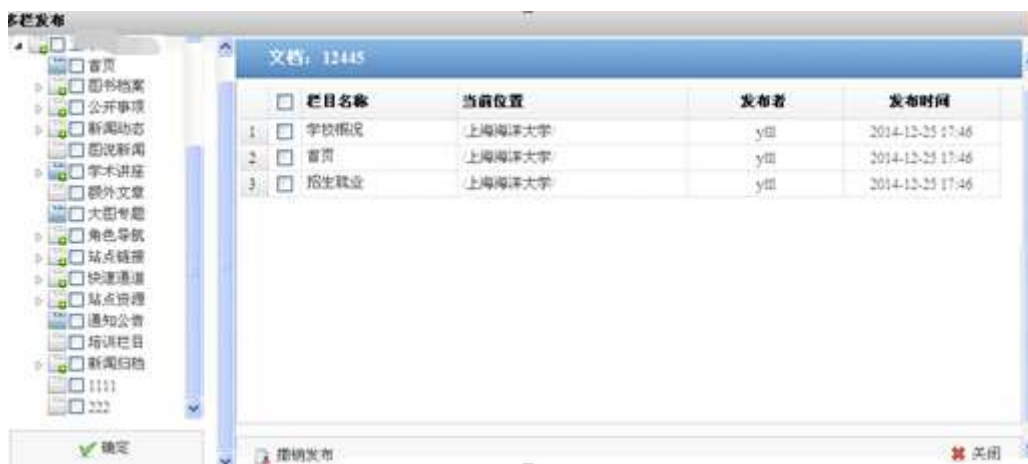 多栏发布
首页
图书档案
公开事项
新闻动态
图说新闻
学术讲座
额外文章
大图专题
角色导航
站点链接
快速通道
站点资源
通知公告
培训栏目
新闻归档
1111
222
确定
文档：12445
栏目名称 当前位置 发布者 发布时间
1 学校概况 /上海海洋大学/ 2014-12-25 17:46
2 首页 /上海海洋大学/ 2014-12-25 17:46
3 招生就业 /上海海洋大学/ 2014-12-25 17:46
撤销发布
关闭